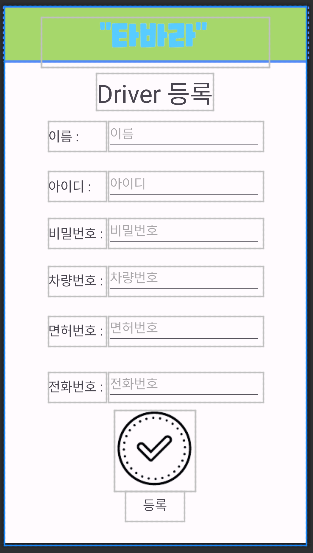 "타바라"
Driver 등록
이름 : 이름
아이디 : 아이디
비밀번호 : 비밀번호
차량번호 : 차량번호
면허번호 : 면허번호
전화번호 : 전화번호
등록